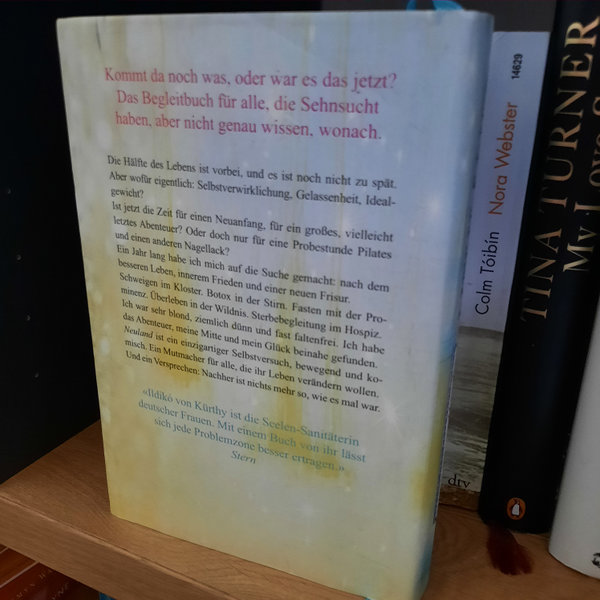 Kommt da noch was, oder war es das jetzt?
Das Begleitbuch für alle, die Sehnsucht
haben, aber nicht genau wissen, wonach.
Die Hälfte des Lebens ist vorbei, und es ist noch nicht zu spät.
Aber wofür eigentlich: Selbstverwirklichung, Gelassenheit, Ideal-
gewicht?
Ist jetzt die Zeit für einen Neuanfang, für ein großes, vielleicht
letztes Abenteuer? Oder doch nur für eine Probestunde Pilates
und einen anderen Nagellack?
Ein Jahr lang habe ich mich auf die Suche gemacht: nach dem
besseren Leben, innerem Frieden und einer neuen Frisur.
Schweigen im Kloster. Botox in der Stirn. Fasten mit der Pro-
minenz. Überleben in der Wildnis. Sterbebegleitung im Hospiz.
Ich war sehr blond, ziemlich dünn und fast faltenfrei. Ich habe
das Abenteuer, meine Mitte und mein Glück beinahe gefunden.
Neuland ist ein einzigartiger Selbstversuch, bewegend und ko-
misch. Ein Mutmacher für alle, die ihr Leben verändern wollen.
Und ein Versprechen: Nachher ist nichts mehr so, wie es mal war.
«Ildikó von Kürthy ist die Seelen-Sanitäterin
deutscher Frauen. Mit einem Buch von ihr lässt
sich jede Problemzone besser ertragen.»
Stern
Colm Tóibín Nora Webster 14629
dtv
TINA TURNER
My Love